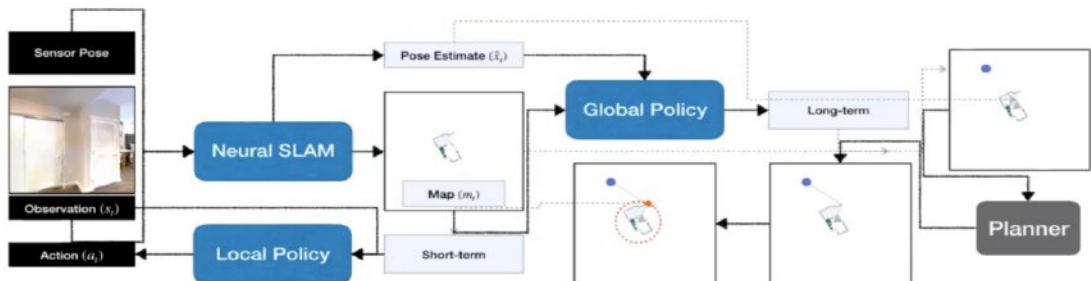 Sensor Pose
Pose Estimate (x̂ₜ)
Global Policy
Long-term
Neural SLAM
Map (mₜ)
Observation (sₜ)
Planner
Action (aₜ)
Local Policy
Short-term